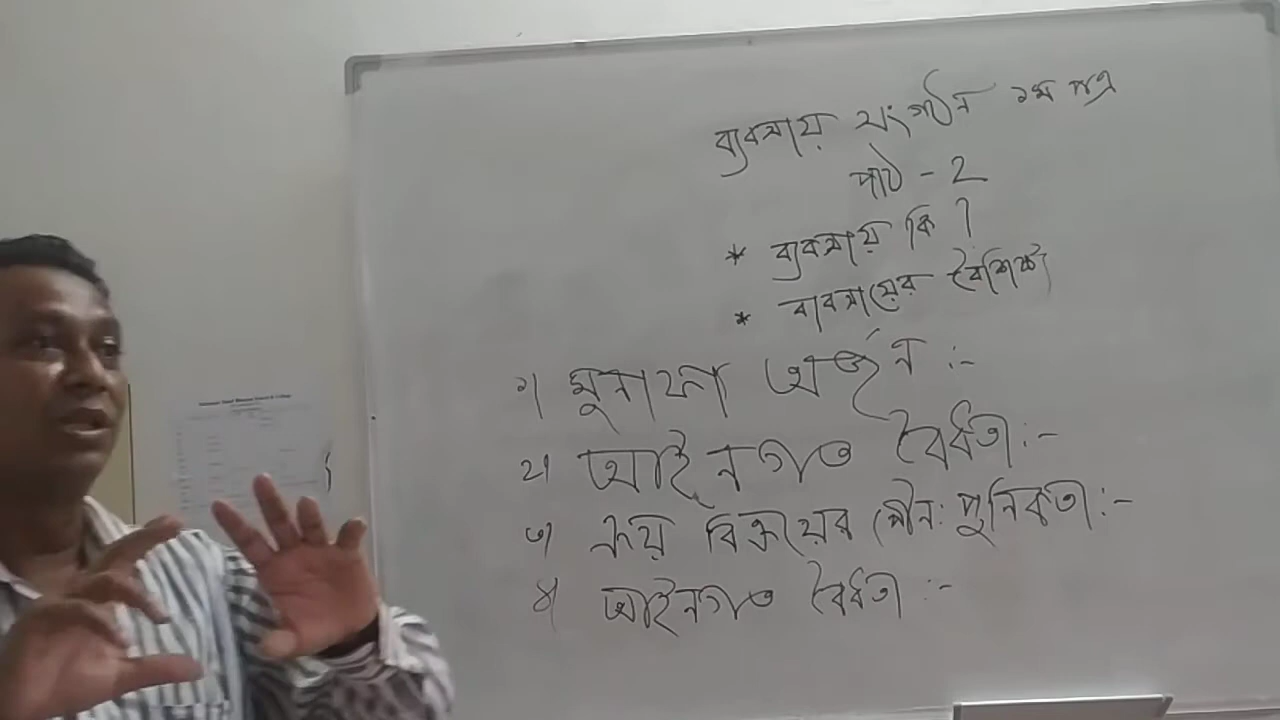 ব্যবসায় সংগঠন ১ম পত্র
পাঠ - 2
* ব্যবসায় কি ?
* ব্যবসায়ের বৈশিষ্ট্য
১। মুনাফা অর্জন :-
২। আইনগত বৈধতা :-
৩। ক্রয় বিক্রয়ের পৌনঃপুনিকতা :-
৪। আইনগত বৈধতা :-